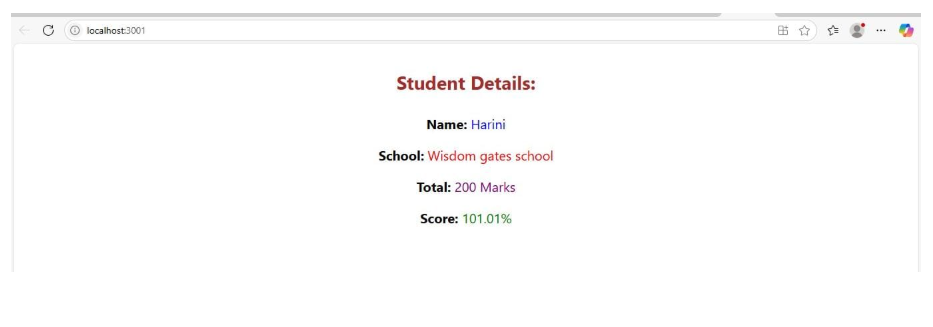 localhost:3001
Student Details:
Name: Harini
School: Wisdom gates school
Total: 200 Marks
Score: 101.01%